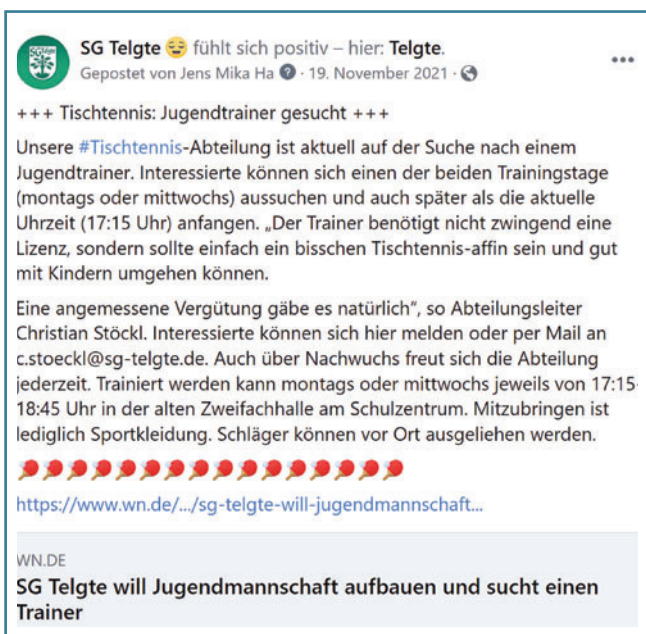 SG Telgte 😌 fühlt sich positiv – hier: Telgte.
Gepostet von Jens Mika Ha · 19. November 2021 ·
+++ Tischtennis: Jugendtrainer gesucht +++
Unsere #Tischtennis-Abteilung ist aktuell auf der Suche nach einem
Jugendtrainer. Interessierte können sich einen der beiden Trainingstage
(montags oder mittwochs) aussuchen und auch später als die aktuelle
Uhrzeit (17:15 Uhr) anfangen. „Der Trainer benötigt nicht zwingend eine
Lizenz, sondern sollte einfach ein bisschen Tischtennis-affin sein und gut
mit Kindern umgehen können.
Eine angemessene Vergütung gäbe es natürlich“, so Abteilungsleiter
Christian Stöckl. Interessierte können sich hier melden oder per Mail an
c.stoeckl@sg-telgte.de. Auch über Nachwuchs freut sich die Abteilung
jederzeit. Trainiert werden kann montags oder mittwochs jeweils von 17:15-
18:45 Uhr in der alten Zweifachhalle am Schulzentrum. Mitzubringen ist
lediglich Sportkleidung. Schläger können vor Ort ausgeliehen werden.
🏓🏓🏓🏓🏓🏓🏓🏓🏓🏓🏓🏓🏓🏓🏓🏓
https://www.wn.de/.../sg-telgte-will-jugendmannschaft...
WN.DE
SG Telgte will Jugendmannschaft aufbauen und sucht einen
Trainer